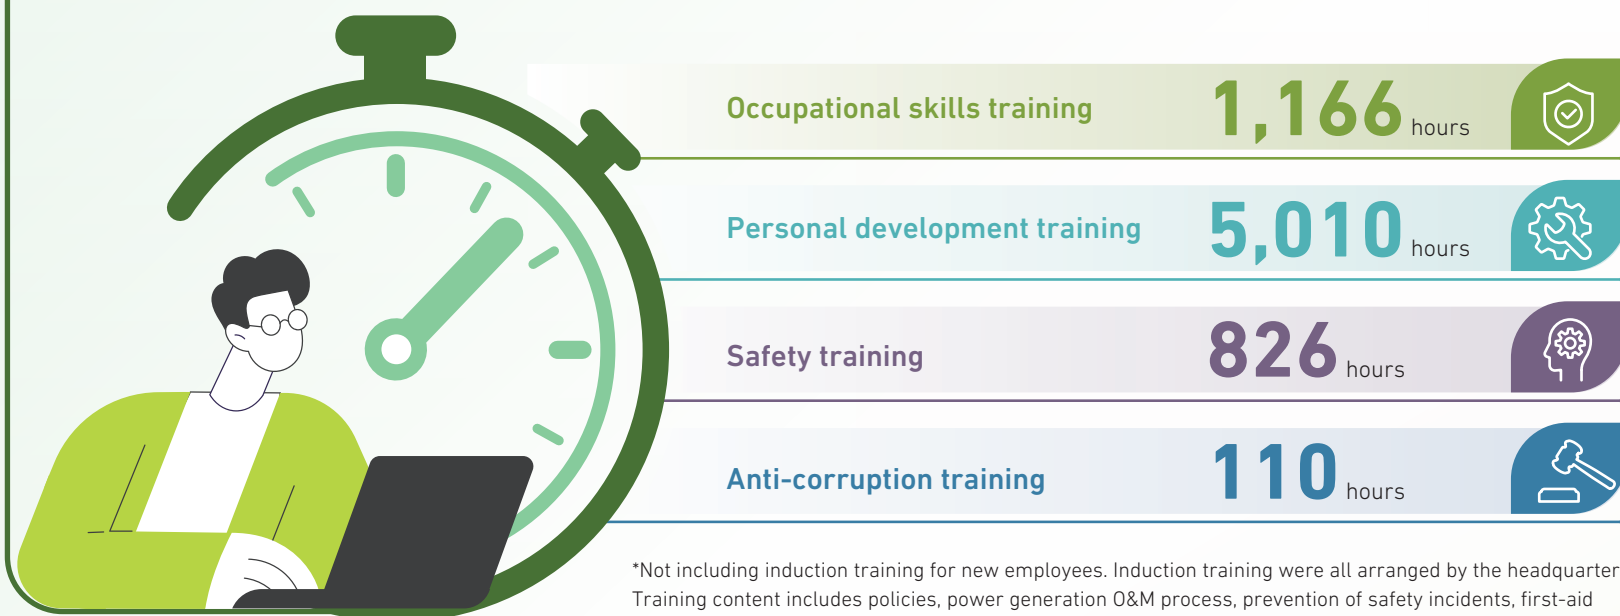 Occupational skills training 1,166 hours
Personal development training 5,010 hours
Safety training 826 hours
Anti-corruption training 110 hours
*Not including induction training for new employees. Induction training were all arranged by the headquarter
Training content includes policies, power generation O&M process, prevention of safety incidents, first-aid